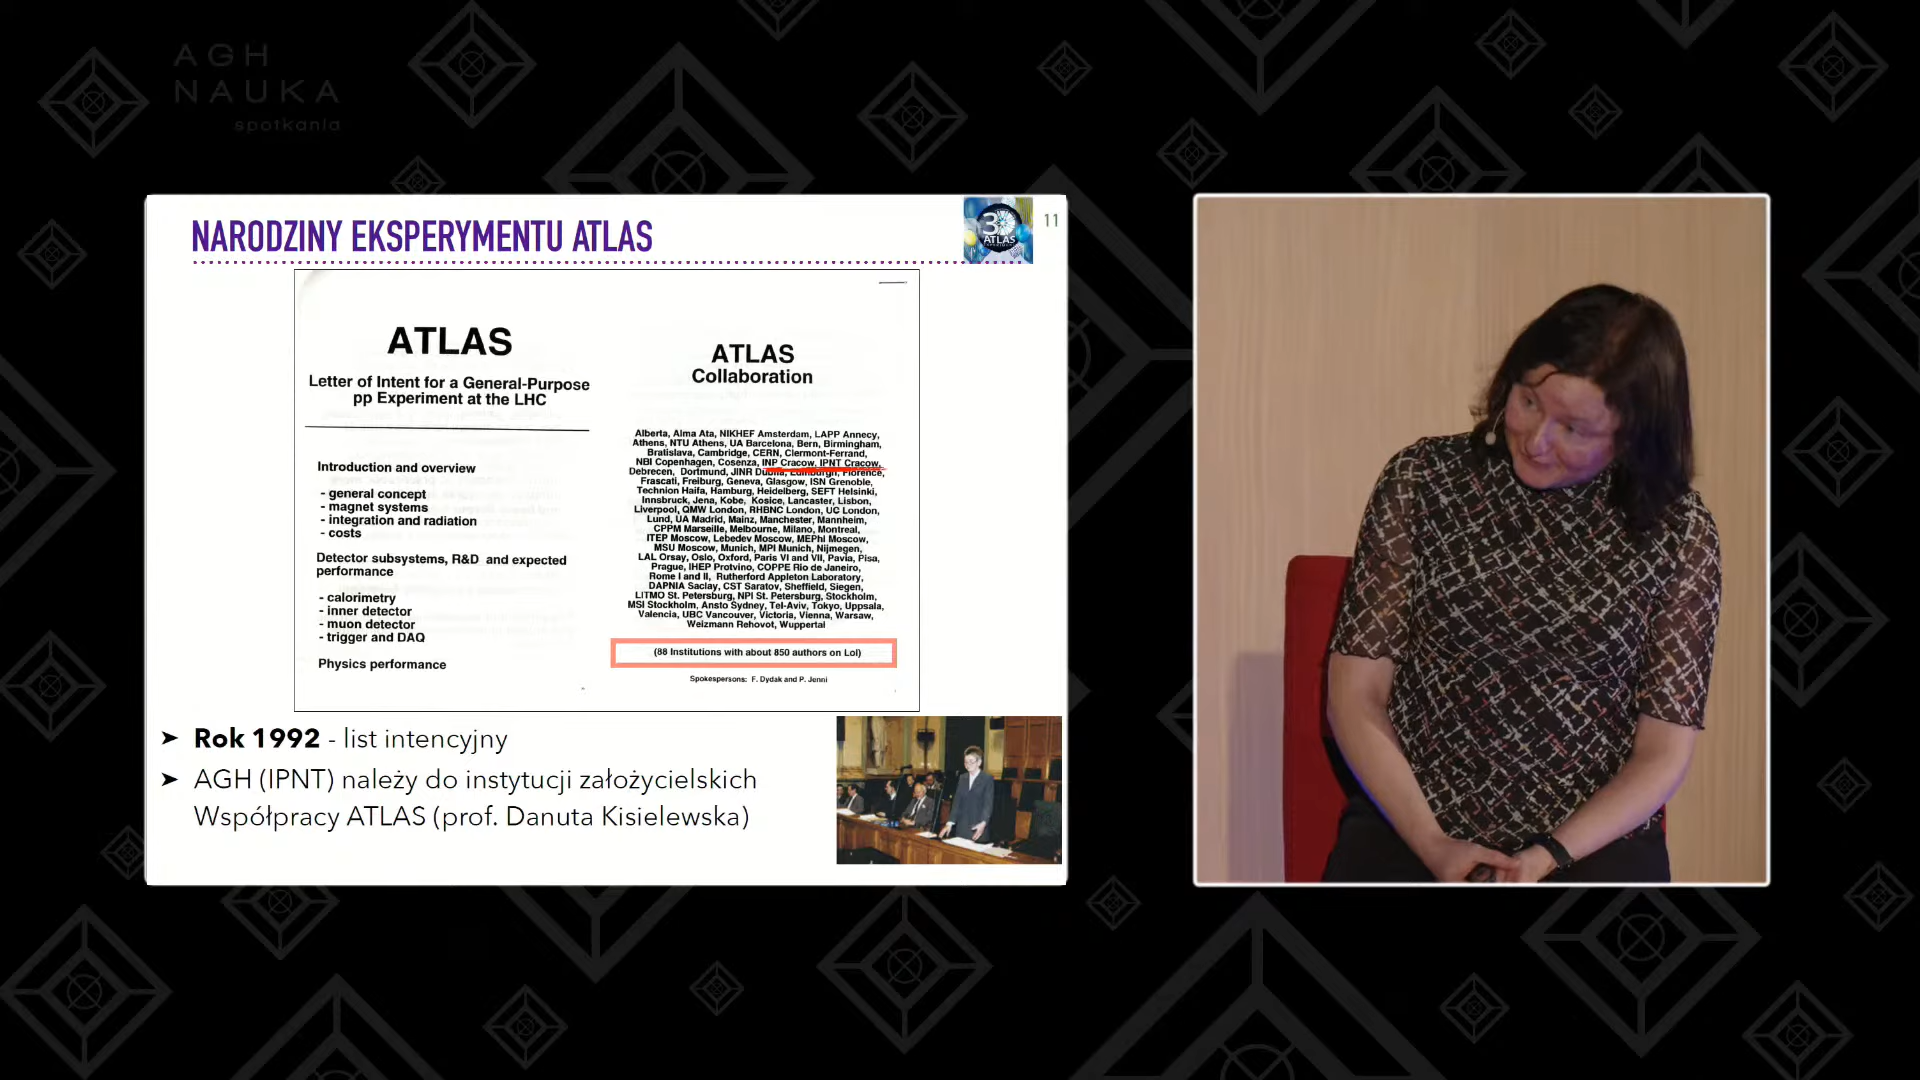 AGH
NAUKA
spotkania
NARODZINY EKSPERYMENTU ATLAS
30
ATLAS
11
ATLAS
Letter of Intent for a General-Purpose
pp Experiment at the LHC
Introduction and overview
- general concept
- magnet systems
- integration and radiation
- costs
Detector subsystems, R&D and expected
performance
- calorimetry
- inner detector
- muon detector
- trigger and DAQ
Physics performance
ATLAS
Collaboration
Alberta, Alma Ata, NIKHEF Amsterdam, LAPP Annecy,
Athens, NTU Athens, UA Barcelona, Bern, Birmingham,
Bratislava, Cambridge, CERN, Clermont-Ferrand,
NBI Copenhagen, Cosenza, INP Cracow, IPNT Cracow,
Debrecen, Dortmund, JINR Dubna, Edinburgh, Florence,
Frascati, Freiburg, Geneva, Glasgow, ISN Grenoble,
Technion Haifa, Hamburg, Heidelberg, SEFT Helsinki,
Innsbruck, Jena, Kobe, Kosice, Lancaster, Lisbon,
Liverpool, QMW London, RHBNC London, UC London,
Lund, UA Madrid, Mainz, Manchester, Mannheim,
CPPM Marseille, Melbourne, Milano, Montreal,
ITEP Moscow, Lebedev Moscow, MEPhI Moscow,
MSU Moscow, Munich, MPI Munich, Nijmegen,
LAL Orsay, Oslo, Oxford, Paris VI and VII, Pavia, Pisa,
Prague, IHEP Protvino, COPPE Rio de Janeiro,
Rome I and II, Rutherford Appleton Laboratory,
DAPNIA Saclay, CST Saratov, Sheffield, Siegen,
LITMO St. Petersburg, NPI St. Petersburg, Stockholm,
MSI Stockholm, Ansto Sydney, Tel-Aviv, Tokyo, Uppsala,
Valencia, UBC Vancouver, Victoria, Vienna, Warsaw,
Weizmann Rehovot, Wuppertal
(88 Institutions with about 850 authors on LoI)
Spokespersons: F. Dydak and P. Jenni
➤ Rok 1992 - list intencyjny
➤ AGH (IPNT) należy do instytucji założycielskich
Współpracy ATLAS (prof. Danuta Kisielewska)